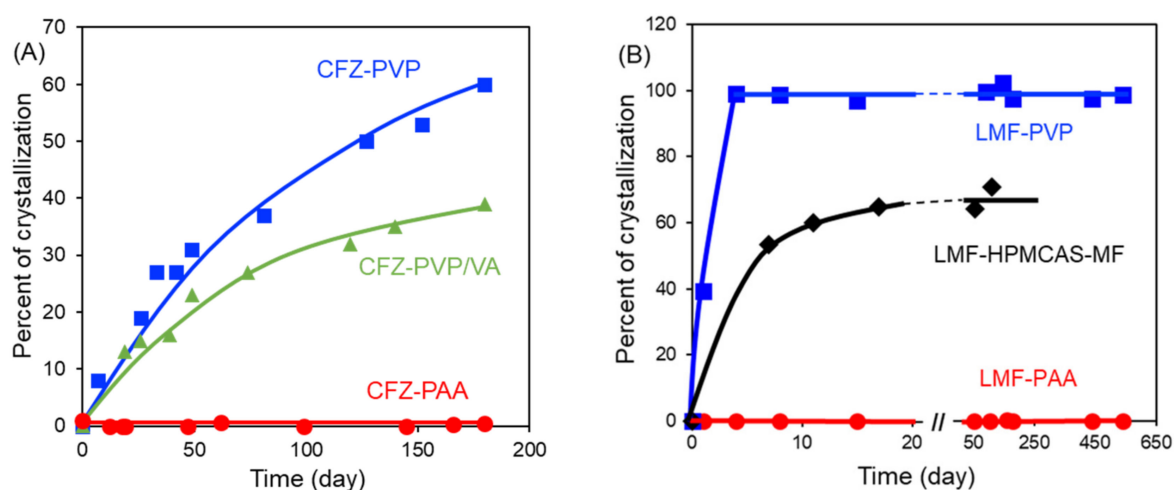 (A)
Percent of crystallization
70
60
50
40
30
20
10
0
CFZ-PVP
CFZ-PVP/VA
CFZ-PAA
0 50 100 150 200
Time (day)
(B)
Percent of crystallization
120
100
80
60
40
20
0
LMF-PVP
LMF-HPMCAS-MF
LMF-PAA
0 10 20 // 50 250 450 650
Time (day)